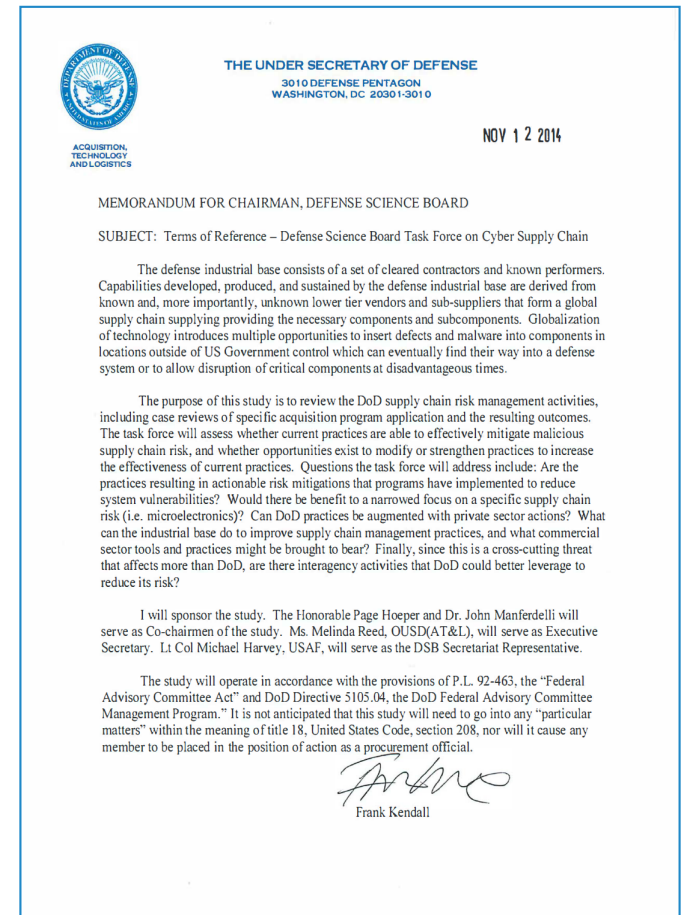 THE UNDER SECRETARY OF DEFENSE
3010 DEFENSE PENTAGON
WASHINGTON, DC 20301-3010
DEPARTMENT OF DEFENSE
UNITED STATES OF AMERICA
NOV 1 2 2014
ACQUISITION,
TECHNOLOGY
AND LOGISTICS
MEMORANDUM FOR CHAIRMAN, DEFENSE SCIENCE BOARD
SUBJECT: Terms of Reference – Defense Science Board Task Force on Cyber Supply Chain
The defense industrial base consists of a set of cleared contractors and known performers.
Capabilities developed, produced, and sustained by the defense industrial base are derived from
known and, more importantly, unknown lower tier vendors and sub-suppliers that form a global
supply chain supplying providing the necessary components and subcomponents. Globalization
of technology introduces multiple opportunities to insert defects and malware into components in
locations outside of US Government control which can eventually find their way into a defense
system or to allow disruption of critical components at disadvantageous times.
The purpose of this study is to review the DoD supply chain risk management activities,
including case reviews of specific acquisition program application and the resulting outcomes.
The task force will assess whether current practices are able to effectively mitigate malicious
supply chain risk, and whether opportunities exist to modify or strengthen practices to increase
the effectiveness of current practices. Questions the task force will address include: Are the
practices resulting in actionable risk mitigations that programs have implemented to reduce
system vulnerabilities? Would there be benefit to a narrowed focus on a specific supply chain
risk (i.e. microelectronics)? Can DoD practices be augmented with private sector actions? What
can the industrial base do to improve supply chain management practices, and what commercial
sector tools and practices might be brought to bear? Finally, since this is a cross-cutting threat
that affects more than DoD, are there interagency activities that DoD could better leverage to
reduce its risk?
I will sponsor the study. The Honorable Page Hoeper and Dr. John Manferdelli will
serve as Co-chairmen of the study. Ms. Melinda Reed, OUSD(AT&L), will serve as Executive
Secretary. Lt Col Michael Harvey, USAF, will serve as the DSB Secretariat Representative.
The study will operate in accordance with the provisions of P.L. 92-463, the “Federal
Advisory Committee Act” and DoD Directive 5105.04, the DoD Federal Advisory Committee
Management Program.” It is not anticipated that this study will need to go into any “particular
matters” within the meaning of title 18, United States Code, section 208, nor will it cause any
member to be placed in the position of action as a procurement official.
Frank Kendall